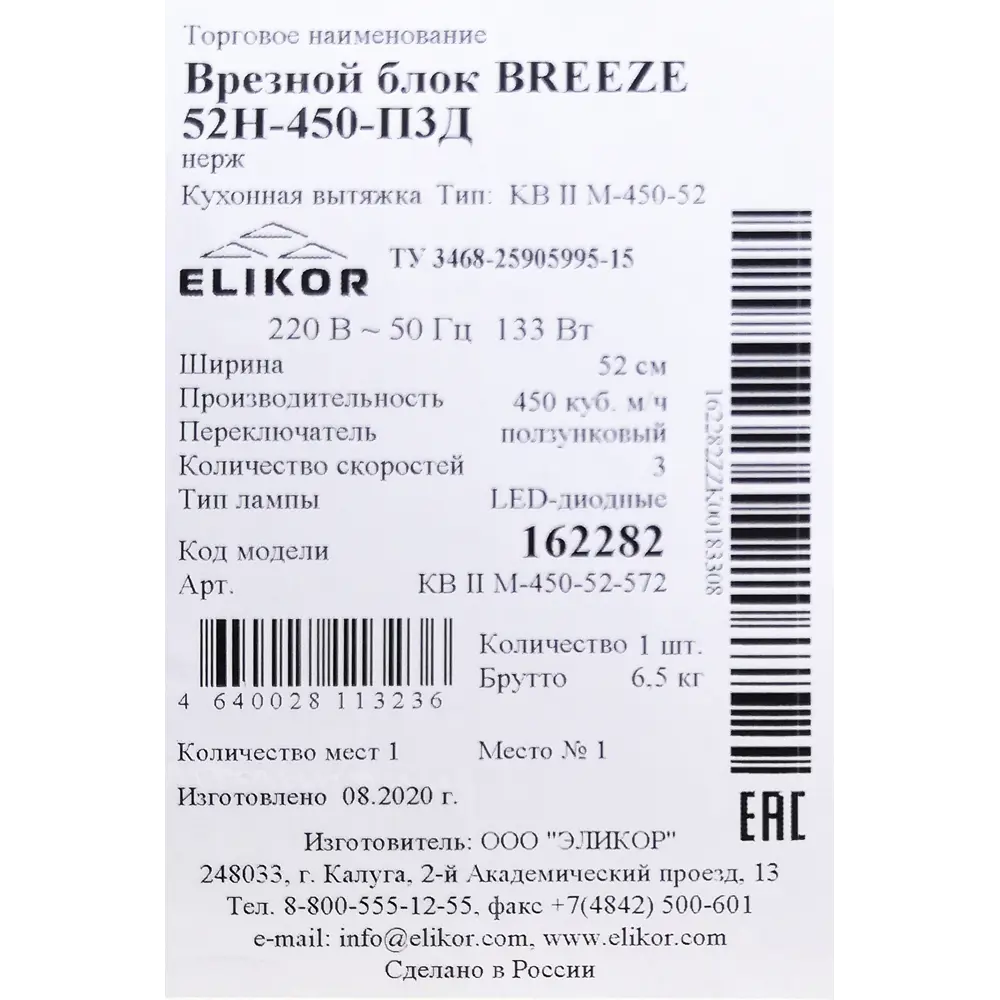 Торговое наименование
Врезной блок BREEZE
52Н-450-П3Д
нерж
Кухонная вытяжка Тип: КВ II М-450-52
ELIKOR
ТУ 3468-25905995-15
220 В ~ 50 Гц 133 Вт
Ширина 52 см
Производительность 450 куб. м/ч
Переключатель ползунковый
Количество скоростей 3
Тип лампы LED-диодные
Код модели 162282
Арт. КВ II М-450-52-572
162282ZZK00183308
4 640028 113236
Количество 1 шт.
Брутто 6,5 кг
Количество мест 1 Место № 1
Изготовлено 08.2020 г.
EAC
Изготовитель: ООО "ЭЛИКОР"
248033, г. Калуга, 2-й Академический проезд, 13
Тел. 8-800-555-12-55, факс +7(4842) 500-601
e-mail: info@elikor.com, www.elikor.com
Сделано в России